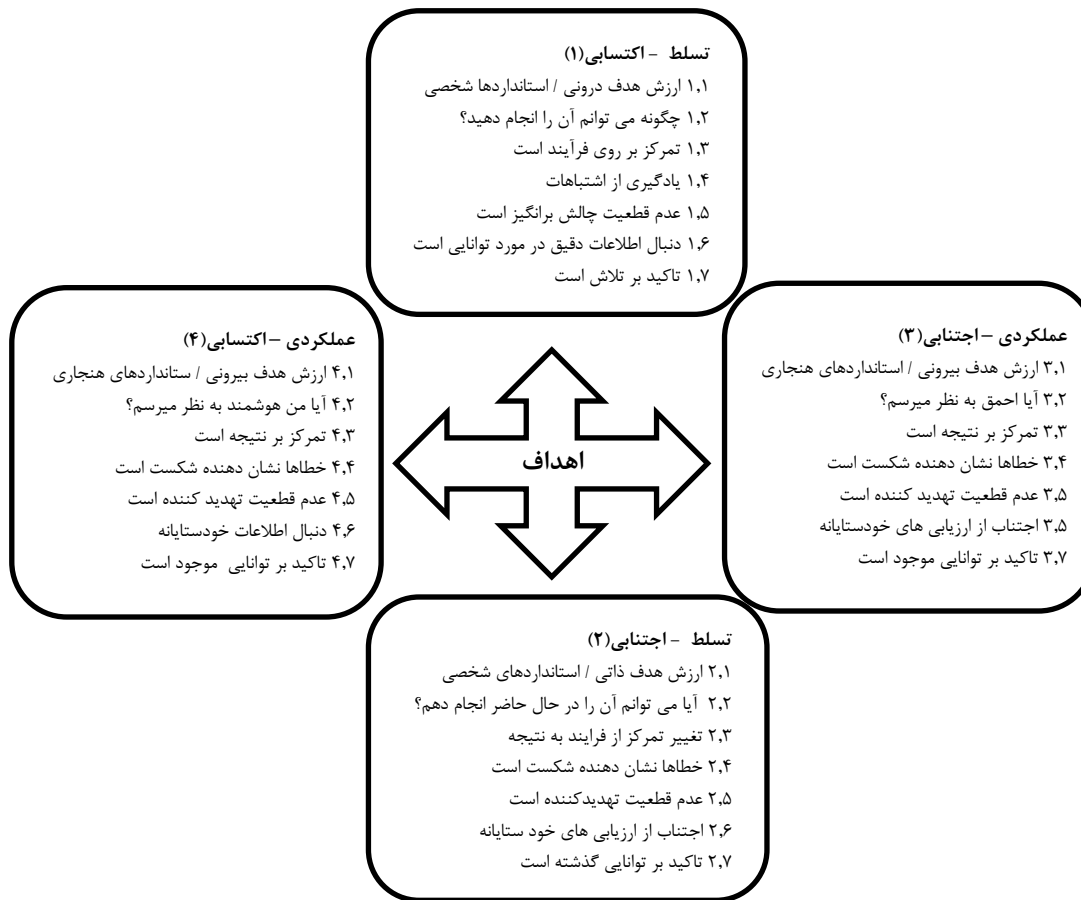 تسلط - اکتسابی(۱)
۱,۱ ارزش هدف درونی / استانداردها شخصی
۱,۲ چگونه می توانم آن را انجام دهید؟
۱,۳ تمرکز بر روی فرآیند است
۱,۴ یادگیری از اشتباهات
۱,۵ عدم قطعیت چالش برانگیز است
۱,۶ دنبال اطلاعات دقیق در مورد توانایی است
۱,۷ تاکید بر تلاش است
عملکردی –اجتنابی(۳)
۳,۱ ارزش هدف بیرونی / استانداردهای هنجاری
۳,۲ آیا احمق به نظر میرسم؟
۳,۳ تمرکز بر نتیجه است
۳,۴ خطاها نشان دهنده شکست است
۳,۵ عدم قطعیت تهدید کننده است
۳,۵ اجتناب از ارزیابی های خودستایانه
۳,۷ تاکید بر توانایی موجود است
اهداف
عملکردی –اکتسابی(۴)
۴,۱ ارزش هدف بیرونی / ستانداردهای هنجاری
۴,۲ آیا من هوشمند به نظر میرسم؟
۴,۳ تمرکز بر نتیجه است
۴,۴ خطاها نشان دهنده شکست است
۴,۵ عدم قطعیت تهدید کننده است
۴,۶ دنبال اطلاعات خودستایانه
۴,۷ تاکید بر توانایی موجود است
تسلط - اجتنابی(۲)
۲,۱ ارزش هدف ذاتی / استانداردهای شخصی
۲,۲ آیا می توانم آن را در حال حاضر انجام دهم؟
۲,۳ تغییر تمرکز از فرایند به نتیجه
۲,۴ خطاها نشان دهنده شکست است
۲,۵ عدم قطعیت تهدیدکننده است
۲,۶ اجتناب از ارزیابی های خود ستایانه
۲,۷ تاکید بر توانایی گذشته است